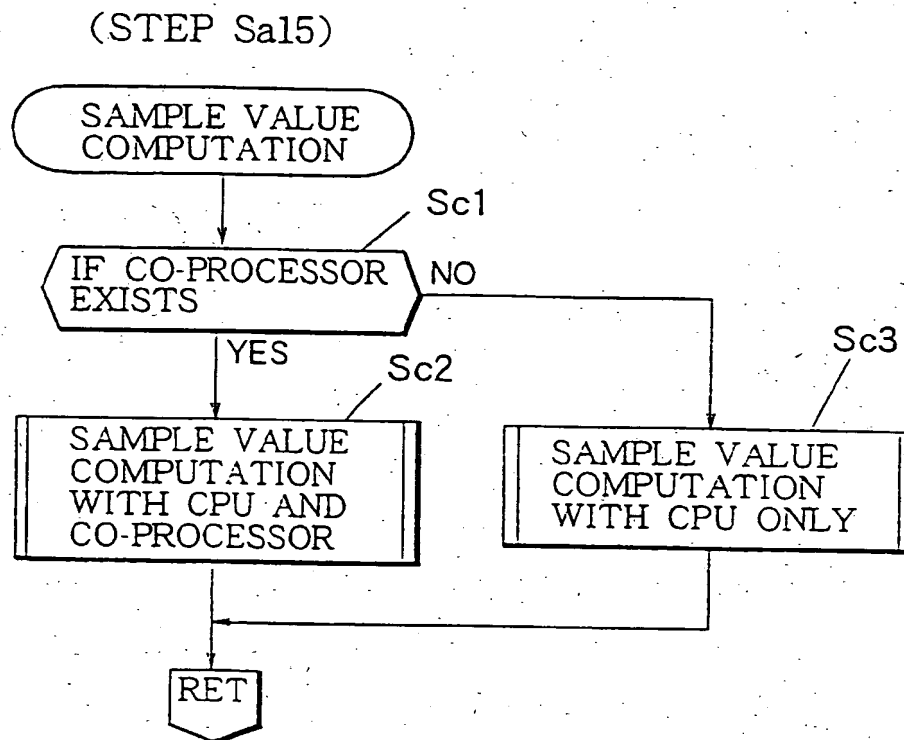 (STEP Sa15)
SAMPLE VALUE
COMPUTATION
Sc1
IF CO-PROCESSOR
EXISTS
NO
YES
Sc2
Sc3
SAMPLE VALUE
COMPUTATION
WITH CPU AND
CO-PROCESSOR
SAMPLE VALUE
COMPUTATION
WITH CPU ONLY
RET